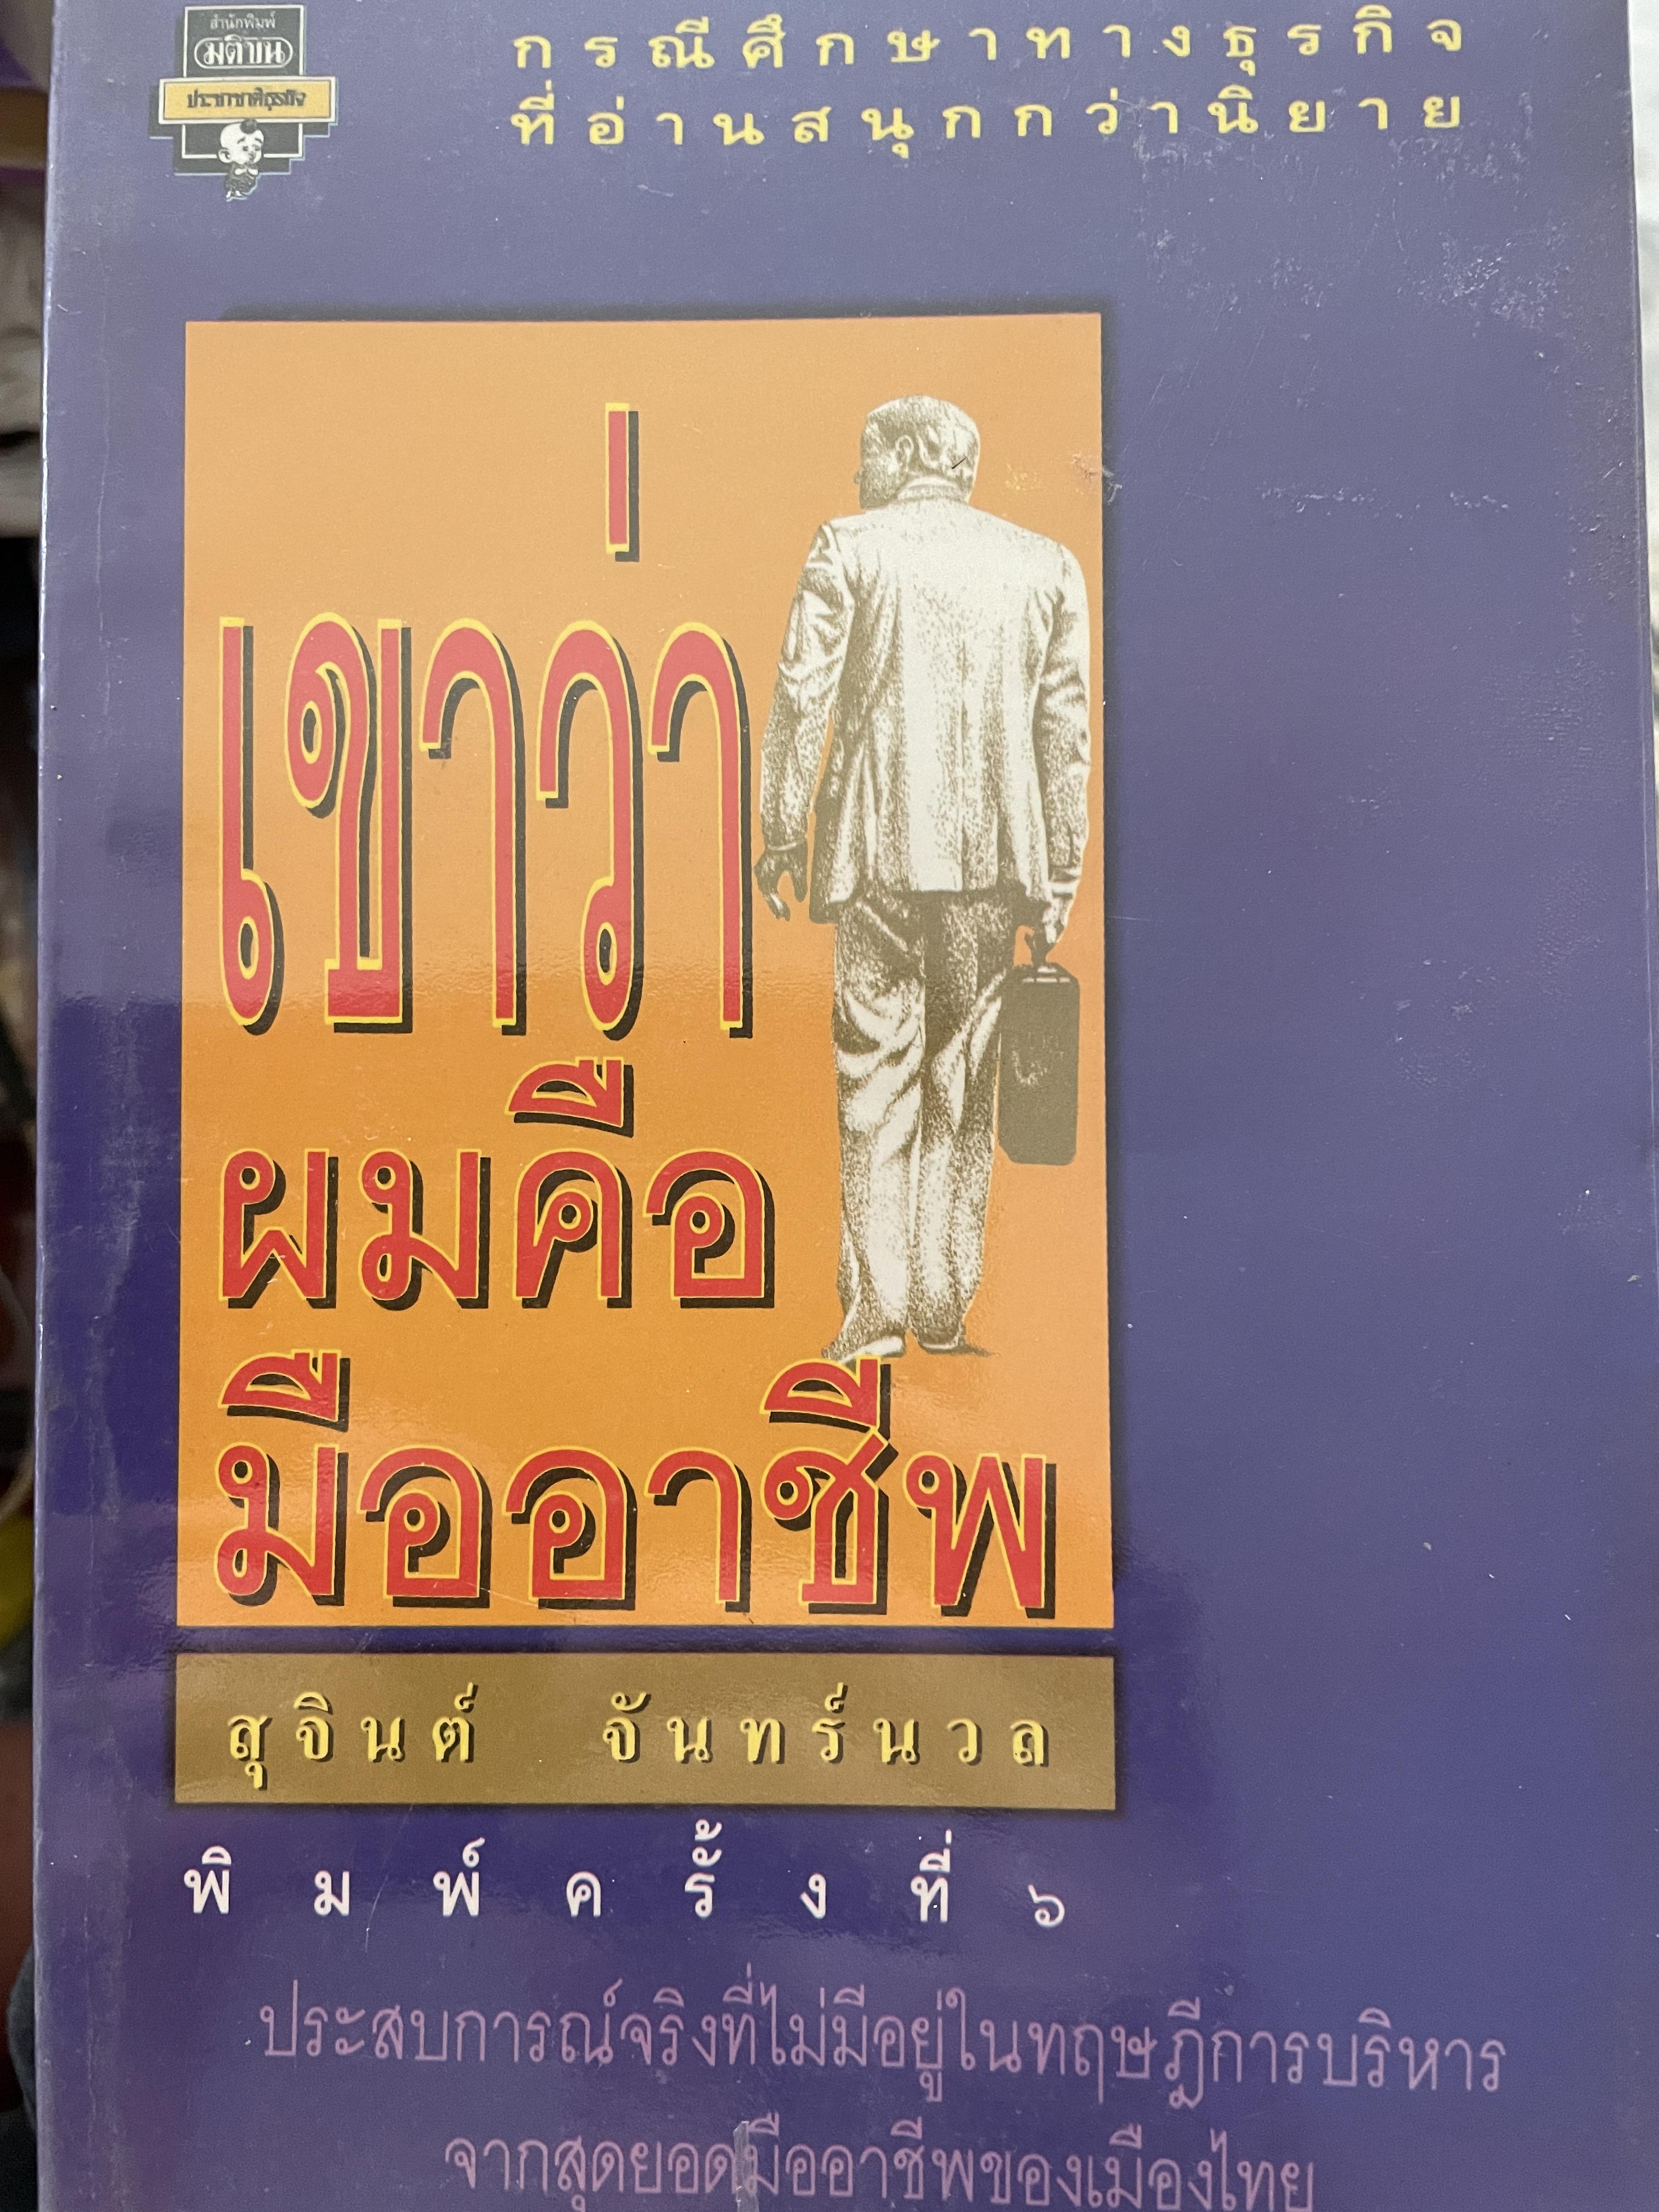 สำนักพิมพ์
มติชน
ประชาชาติธุรกิจ
กรณีศึกษาทางธุรกิจ
ที่อ่านสนุกกว่านิยาย
เขาว่า
ผมคือ
มืออาชีพ
สุจินต์ จันทร์นวล
พิมพ์ครั้งที่ ๖
ประสบการณ์จริงที่ไม่มีอยู่ในทฤษฎีการบริหาร
จากสุดยอดมืออาชีพของเมืองไทย